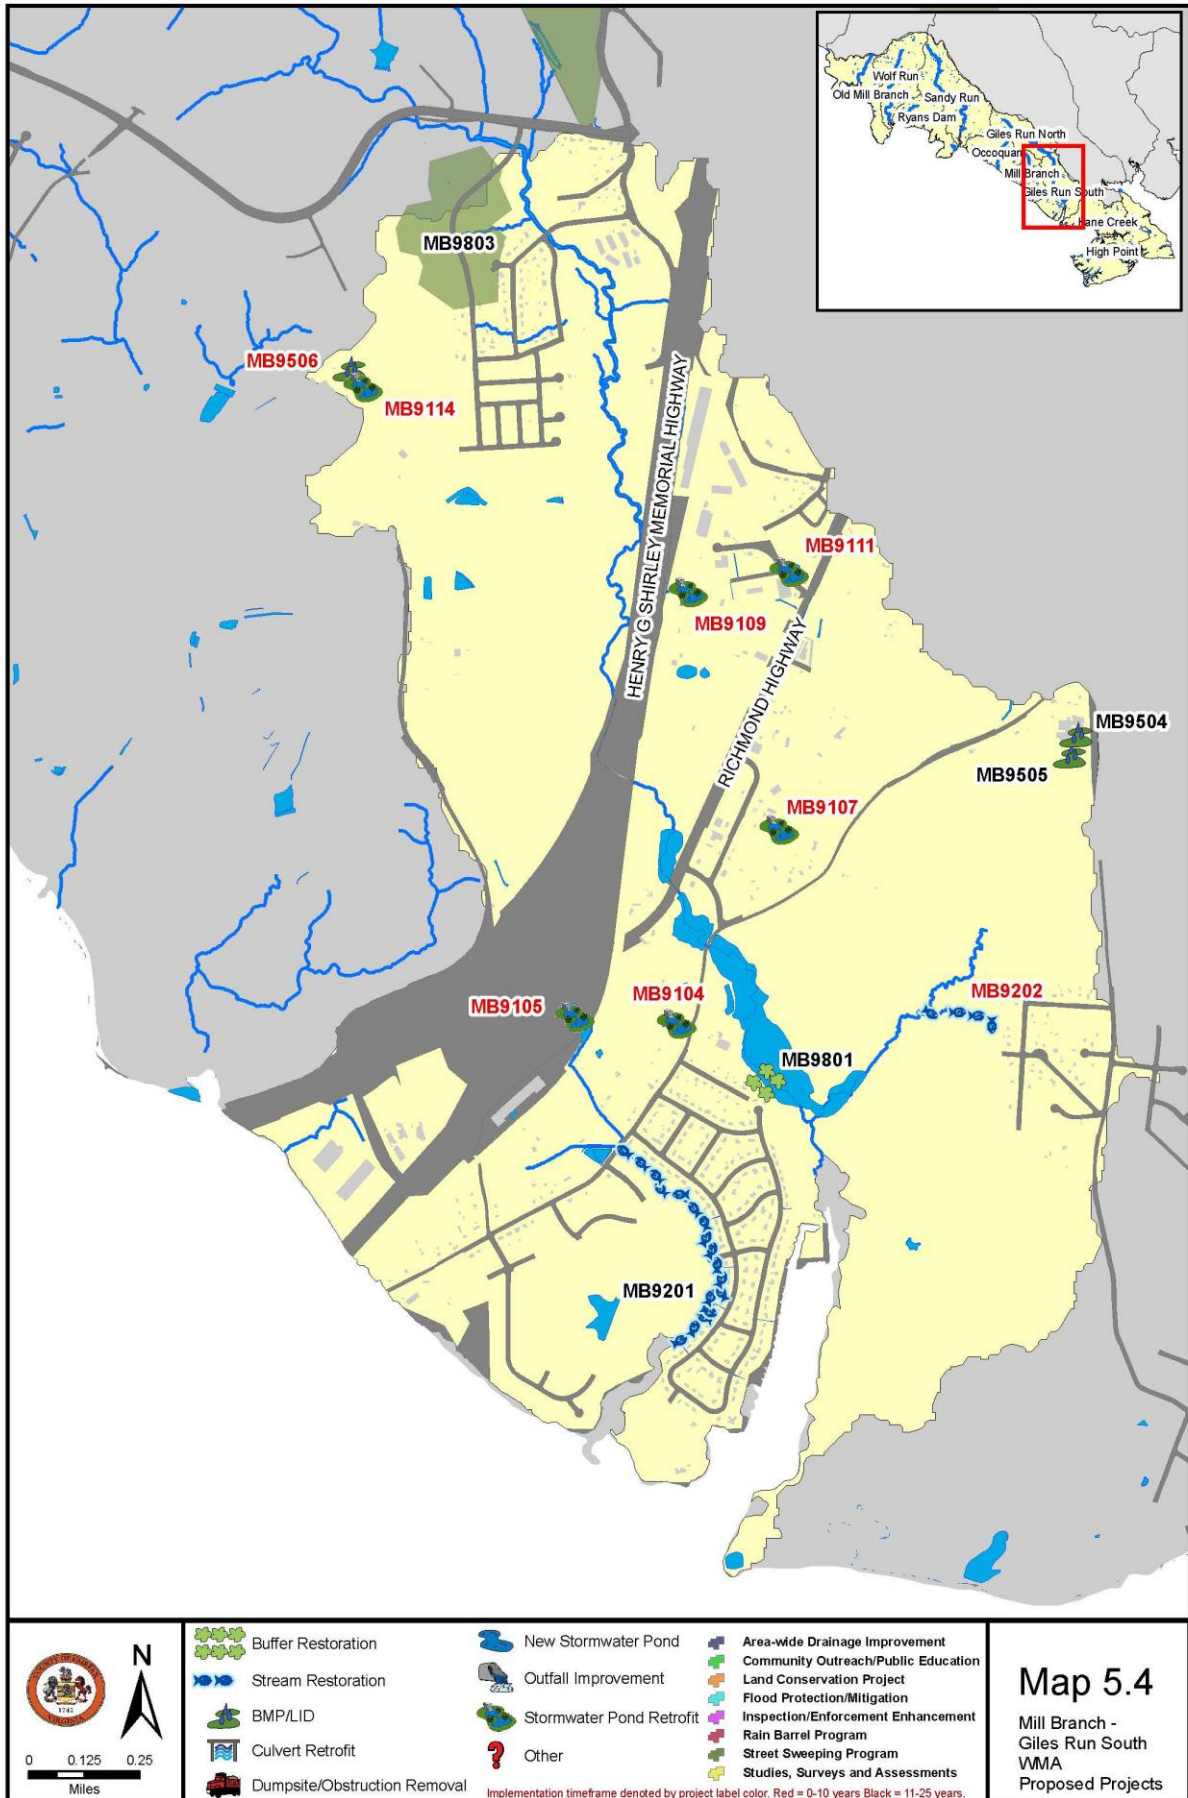 Wolf Run
Old Mill Branch
Sandy Run
Ryans Dam
Giles Run North
Occoquan
Mill Branch
Giles Run South
Kane Creek
High Point
MB9803
MB9506
MB9114
HENRY G SHIRLEY MEMORIAL HIGHWAY
MB9111
MB9109
RICHMOND HIGHWAY
MB9504
MB9505
MB9107
MB9105
MB9104
MB9202
MB9801
MB9201
COUNTY OF FAIRFAX
1742
VIRGINIA
N
0 0.125 0.25
Miles
Buffer Restoration
Stream Restoration
BMP/LID
Culvert Retrofit
Dumpsite/Obstruction Removal
New Stormwater Pond
Outfall Improvement
Stormwater Pond Retrofit
Other
Area-wide Drainage Improvement
Community Outreach/Public Education
Land Conservation Project
Flood Protection/Mitigation
Inspection/Enforcement Enhancement
Rain Barrel Program
Street Sweeping Program
Studies, Surveys and Assessments
Implementation timeframe denoted by project label color. Red = 0-10 years Black = 11-25 years.
Map 5.4
Mill Branch -
Giles Run South
WMA
Proposed Projects